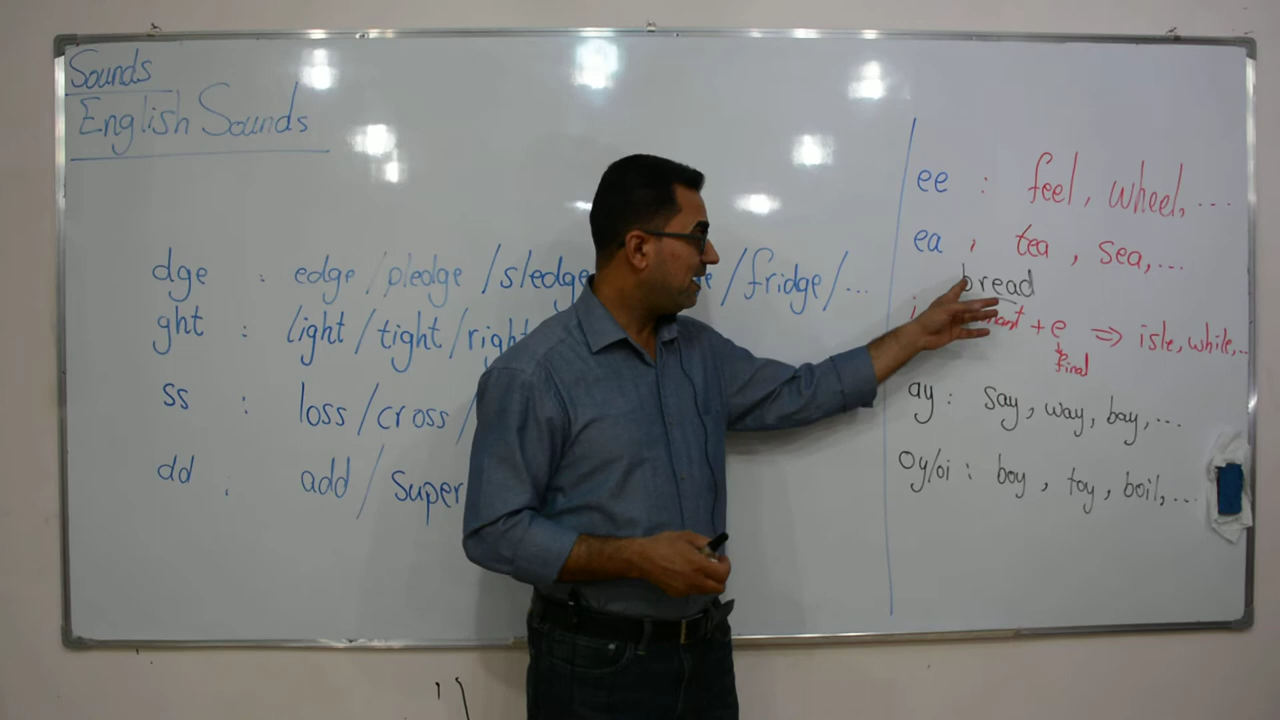 Sounds
English Sounds
dge : edge / pledge / sledge / fridge / ...
ght : light / tight / right
ss : loss / cross /
dd : add / Super
ee : feel, wheel, ...
ea , tea, sea, ...
bread
+ e => isle, while, ..
final
ay : say, way, bay, ...
oy/oi : boy, toy, boil, ...